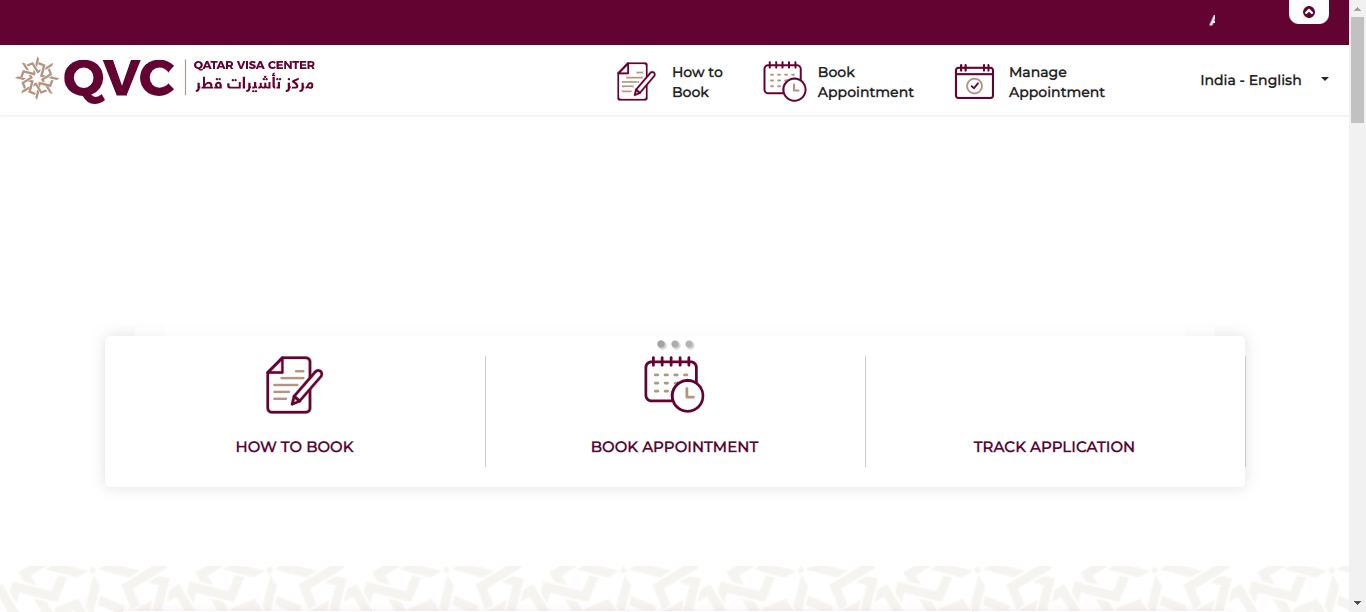 QVC
QATAR VISA CENTER
مركز تأشيرات قطر
How to
Book
Book
Appointment
Manage
Appointment
India - English
HOW TO BOOK
BOOK APPOINTMENT
TRACK APPLICATION